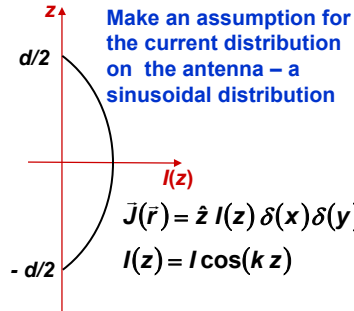 z
Make an assumption for
the current distribution
on the antenna – a
sinusoidal distribution
d/2
I(z)
J⃗(r⃗) = ẑ I(z) δ(x)δ(y)
I(z) = I cos(k z)
- d/2